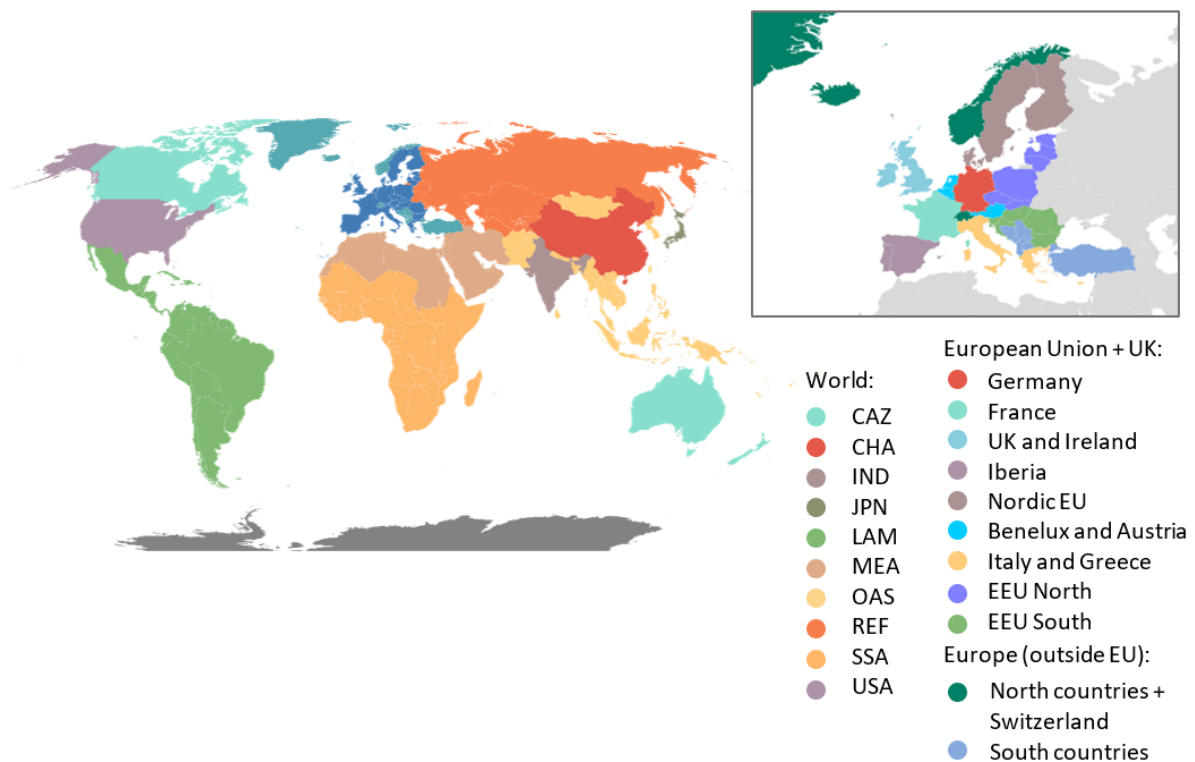 World:
CAZ
CHA
IND
JPN
LAM
MEA
OAS
REF
SSA
USA
European Union + UK:
Germany
France
UK and Ireland
Iberia
Nordic EU
Benelux and Austria
Italy and Greece
EEU North
EEU South
Europe (outside EU):
North countries +
Switzerland
South countries